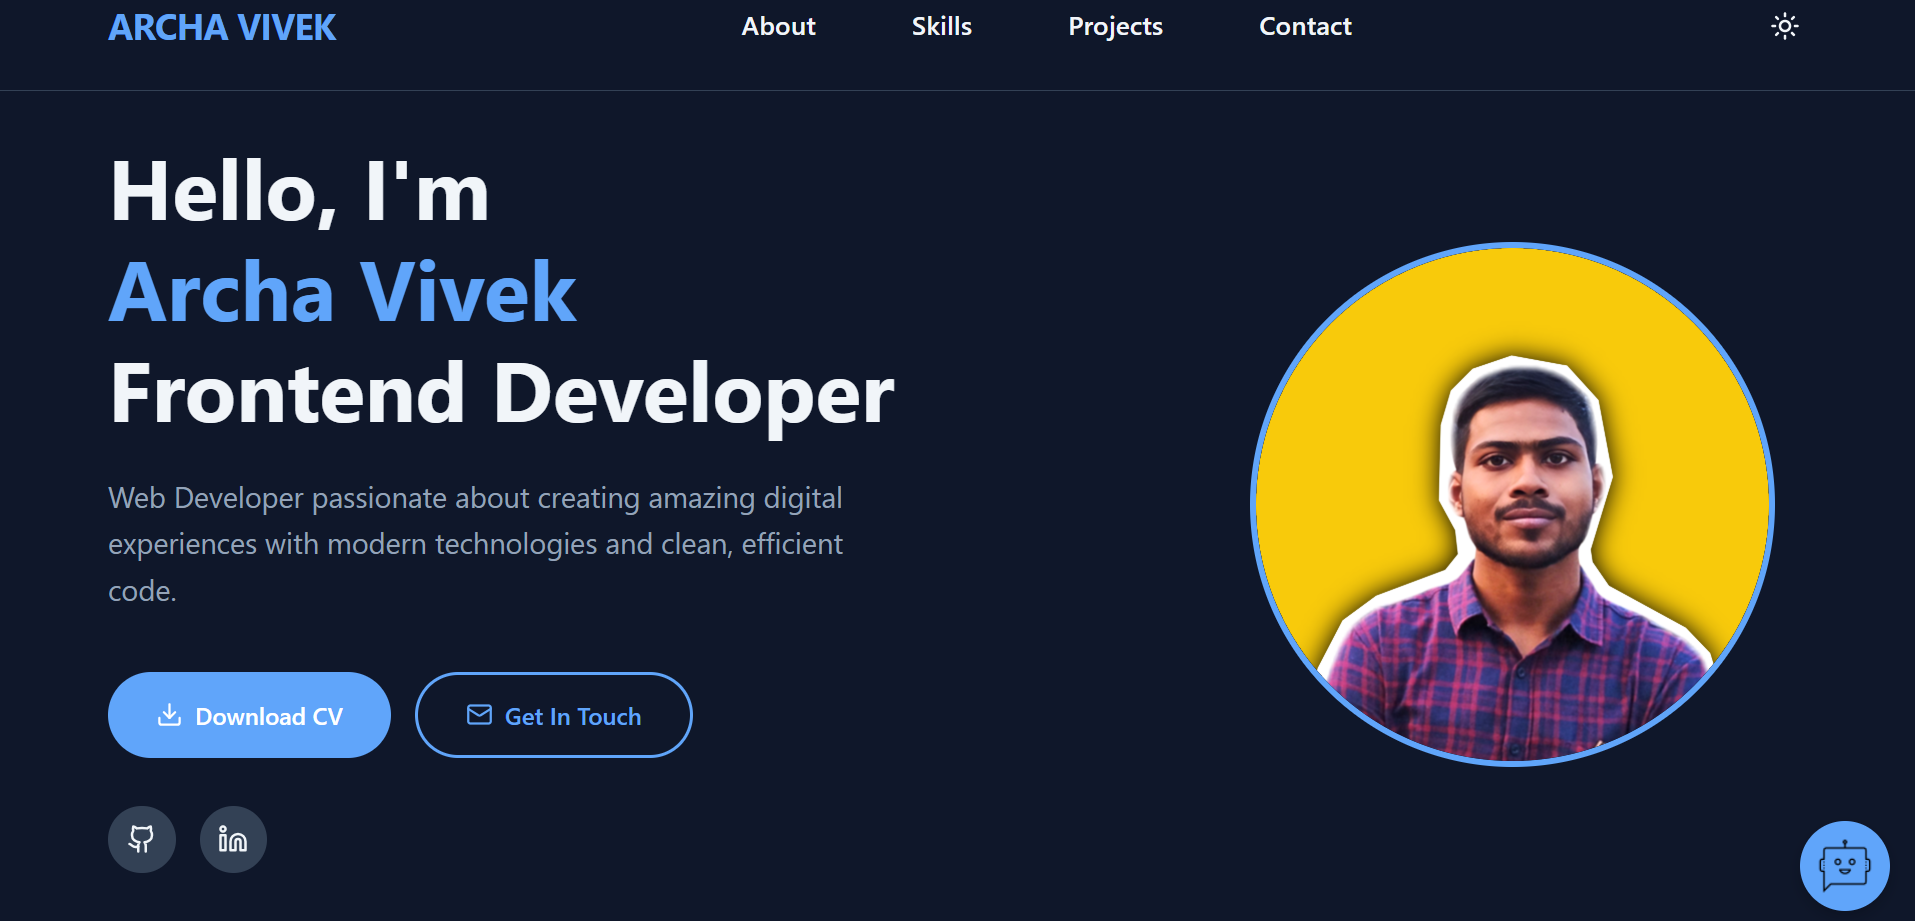 ARCHA VIVEK
About
Skills
Projects
Contact
Hello, I'm
Archa Vivek
Frontend Developer
Web Developer passionate about creating amazing digital
experiences with modern technologies and clean, efficient
code.
Download CV
Get In Touch
in